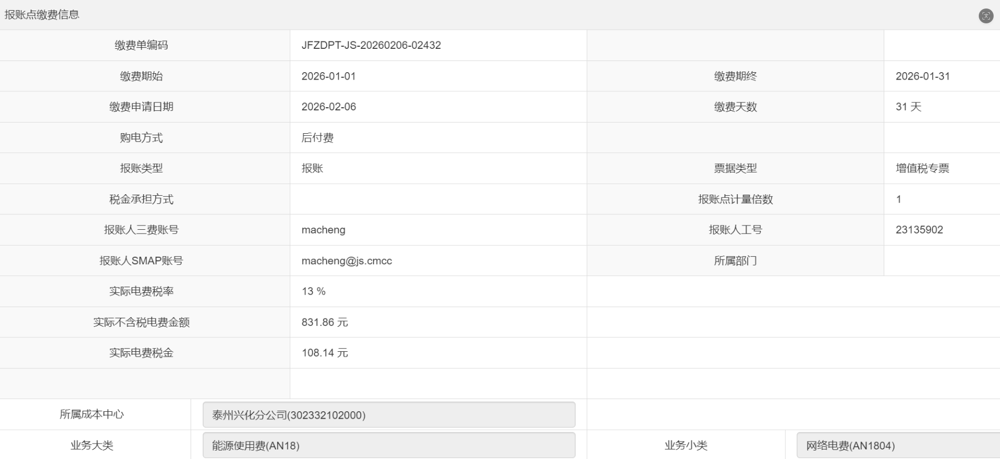 报账点缴费信息
缴费单编码 JFZDPT-JS-20260206-02432
缴费期始 2026-01-01 缴费期终 2026-01-31
缴费申请日期 2026-02-06 缴费天数 31 天
购电方式 后付费
报账类型 报账 票据类型 增值税专票
税金承担方式 报账点计量倍数 1
报账人三费账号 macheng 报账人工号 23135902
报账人SMAP账号 macheng@js.cmcc 所属部门
实际电费税率 13 %
实际不含税电费金额 831.86 元
实际电费税金 108.14 元
所属成本中心 泰州兴化分公司(302332102000)
业务大类 能源使用费(AN18) 业务小类 网络电费(AN1804)